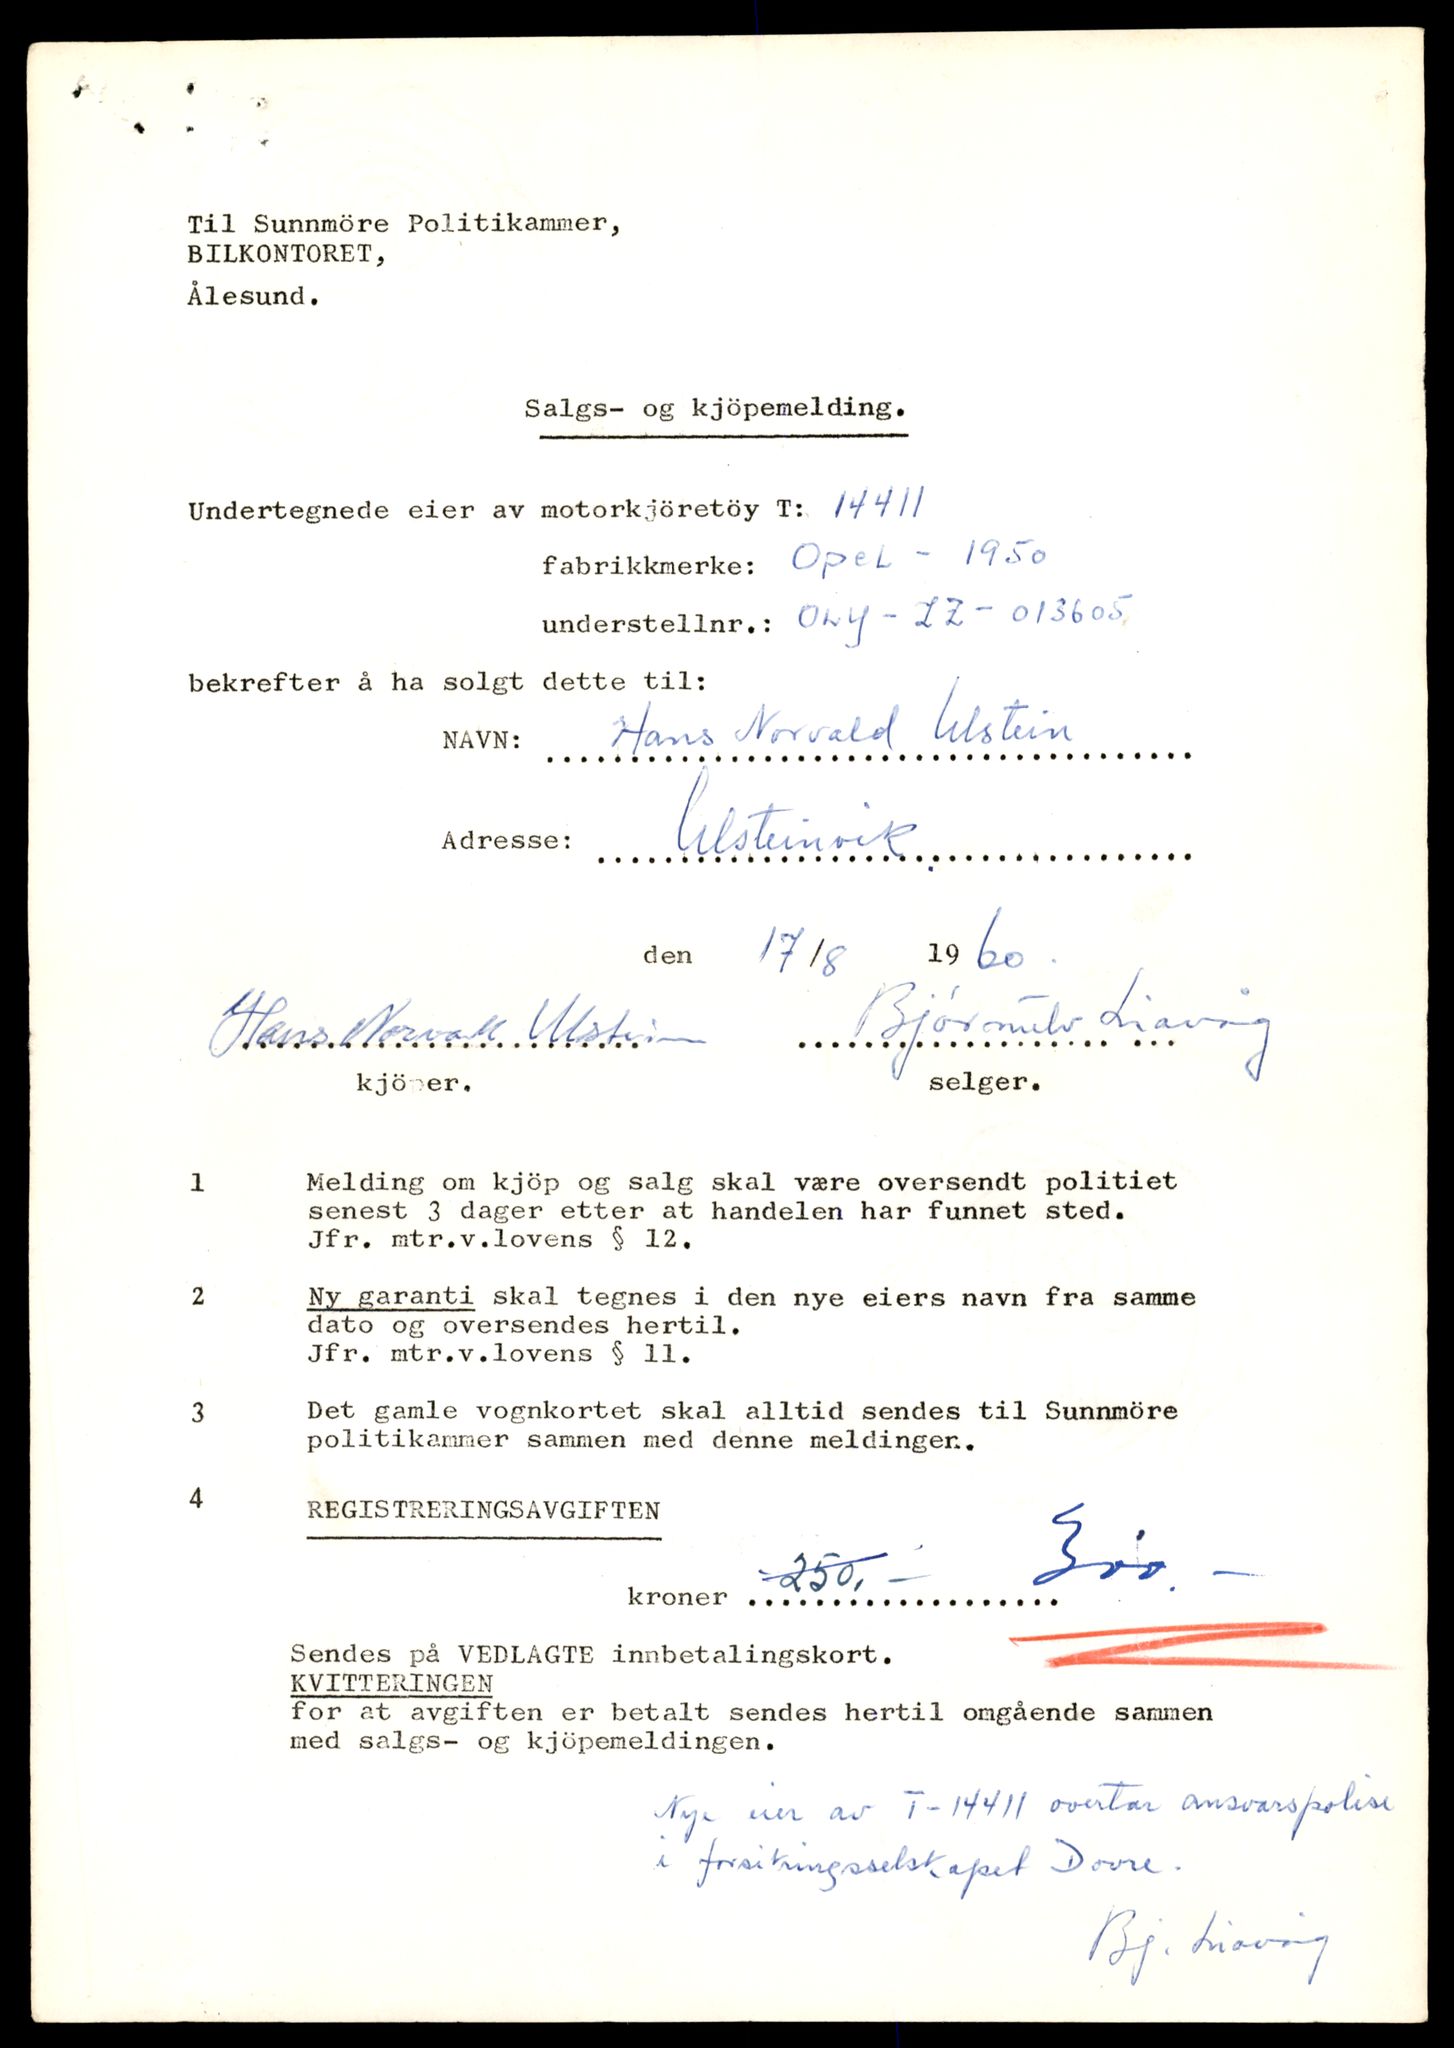 Til Sunnmöre Politikammer,
BILKONTORET,
Ålesund.
Salgs- og kjöpemelding.
Undertegnede eier av motorkjöretöy T: 14411
fabrikkmerke: Opel - 1950
understellnr.: OLY - ZZ - 013605
bekrefter å ha solgt dette til:
NAVN: Hans Norvald Ulstein
Adresse: Ulsteinvik
den 17/8 1960.
Hans Norvald Ulstein Bjørnulv Liavåg
kjöper. selger.
1 Melding om kjöp og salg skal være oversendt politiet
senest 3 dager etter at handelen har funnet sted.
Jfr. mtr.v.lovens § 12.
2 Ny garanti skal tegnes i den nye eiers navn fra samme
dato og oversendes hertil.
Jfr. mtr.v.lovens § 11.
3 Det gamle vognkortet skal alltid sendes til Sunnmöre
politikammer sammen med denne meldingen.
4 REGISTRERINGSAVGIFTEN
kroner 250,-
Sendes på VEDLAGTE innbetalingskort.
KVITTERINGEN
for at avgiften er betalt sendes hertil omgående sammen
med salgs- og kjöpemeldingen.
Nye eier av T-14411 overtar ansvarspolise
i forsikringsselskapet Dovre.
Bj. Liavåg